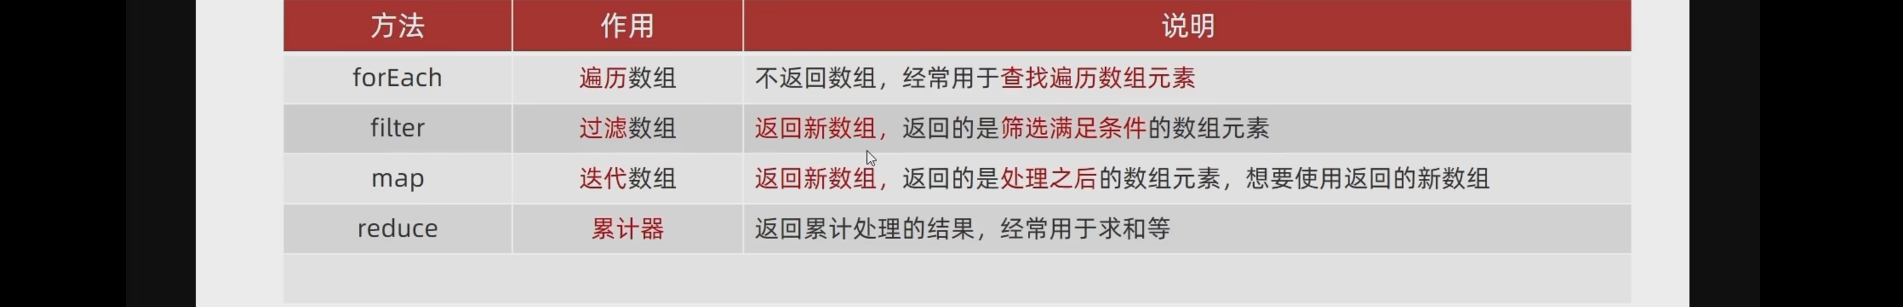 方法 作用 说明
forEach 遍历数组 不返回数组，经常用于查找遍历数组元素
filter 过滤数组 返回新数组，返回的是筛选满足条件的数组元素
map 迭代数组 返回新数组，返回的是处理之后的数组元素，想要使用返回的新数组
reduce 累计器 返回累计处理的结果，经常用于求和等